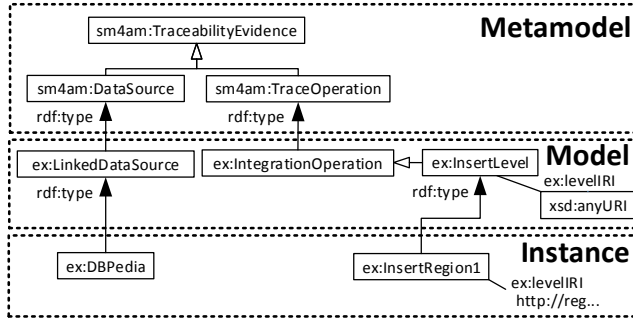 sm4am:TraceabilityEvidence
Metamodel
sm4am:DataSource
sm4am:TraceOperation
rdf:type
rdf:type
ex:LinkedDataSource
ex:IntegrationOperation
ex:InsertLevel
Model
rdf:type
rdf:type
ex:levelIRI
xsd:anyURI
ex:DBPedia
ex:InsertRegion1
Instance
ex:levelIRI
http://reg...